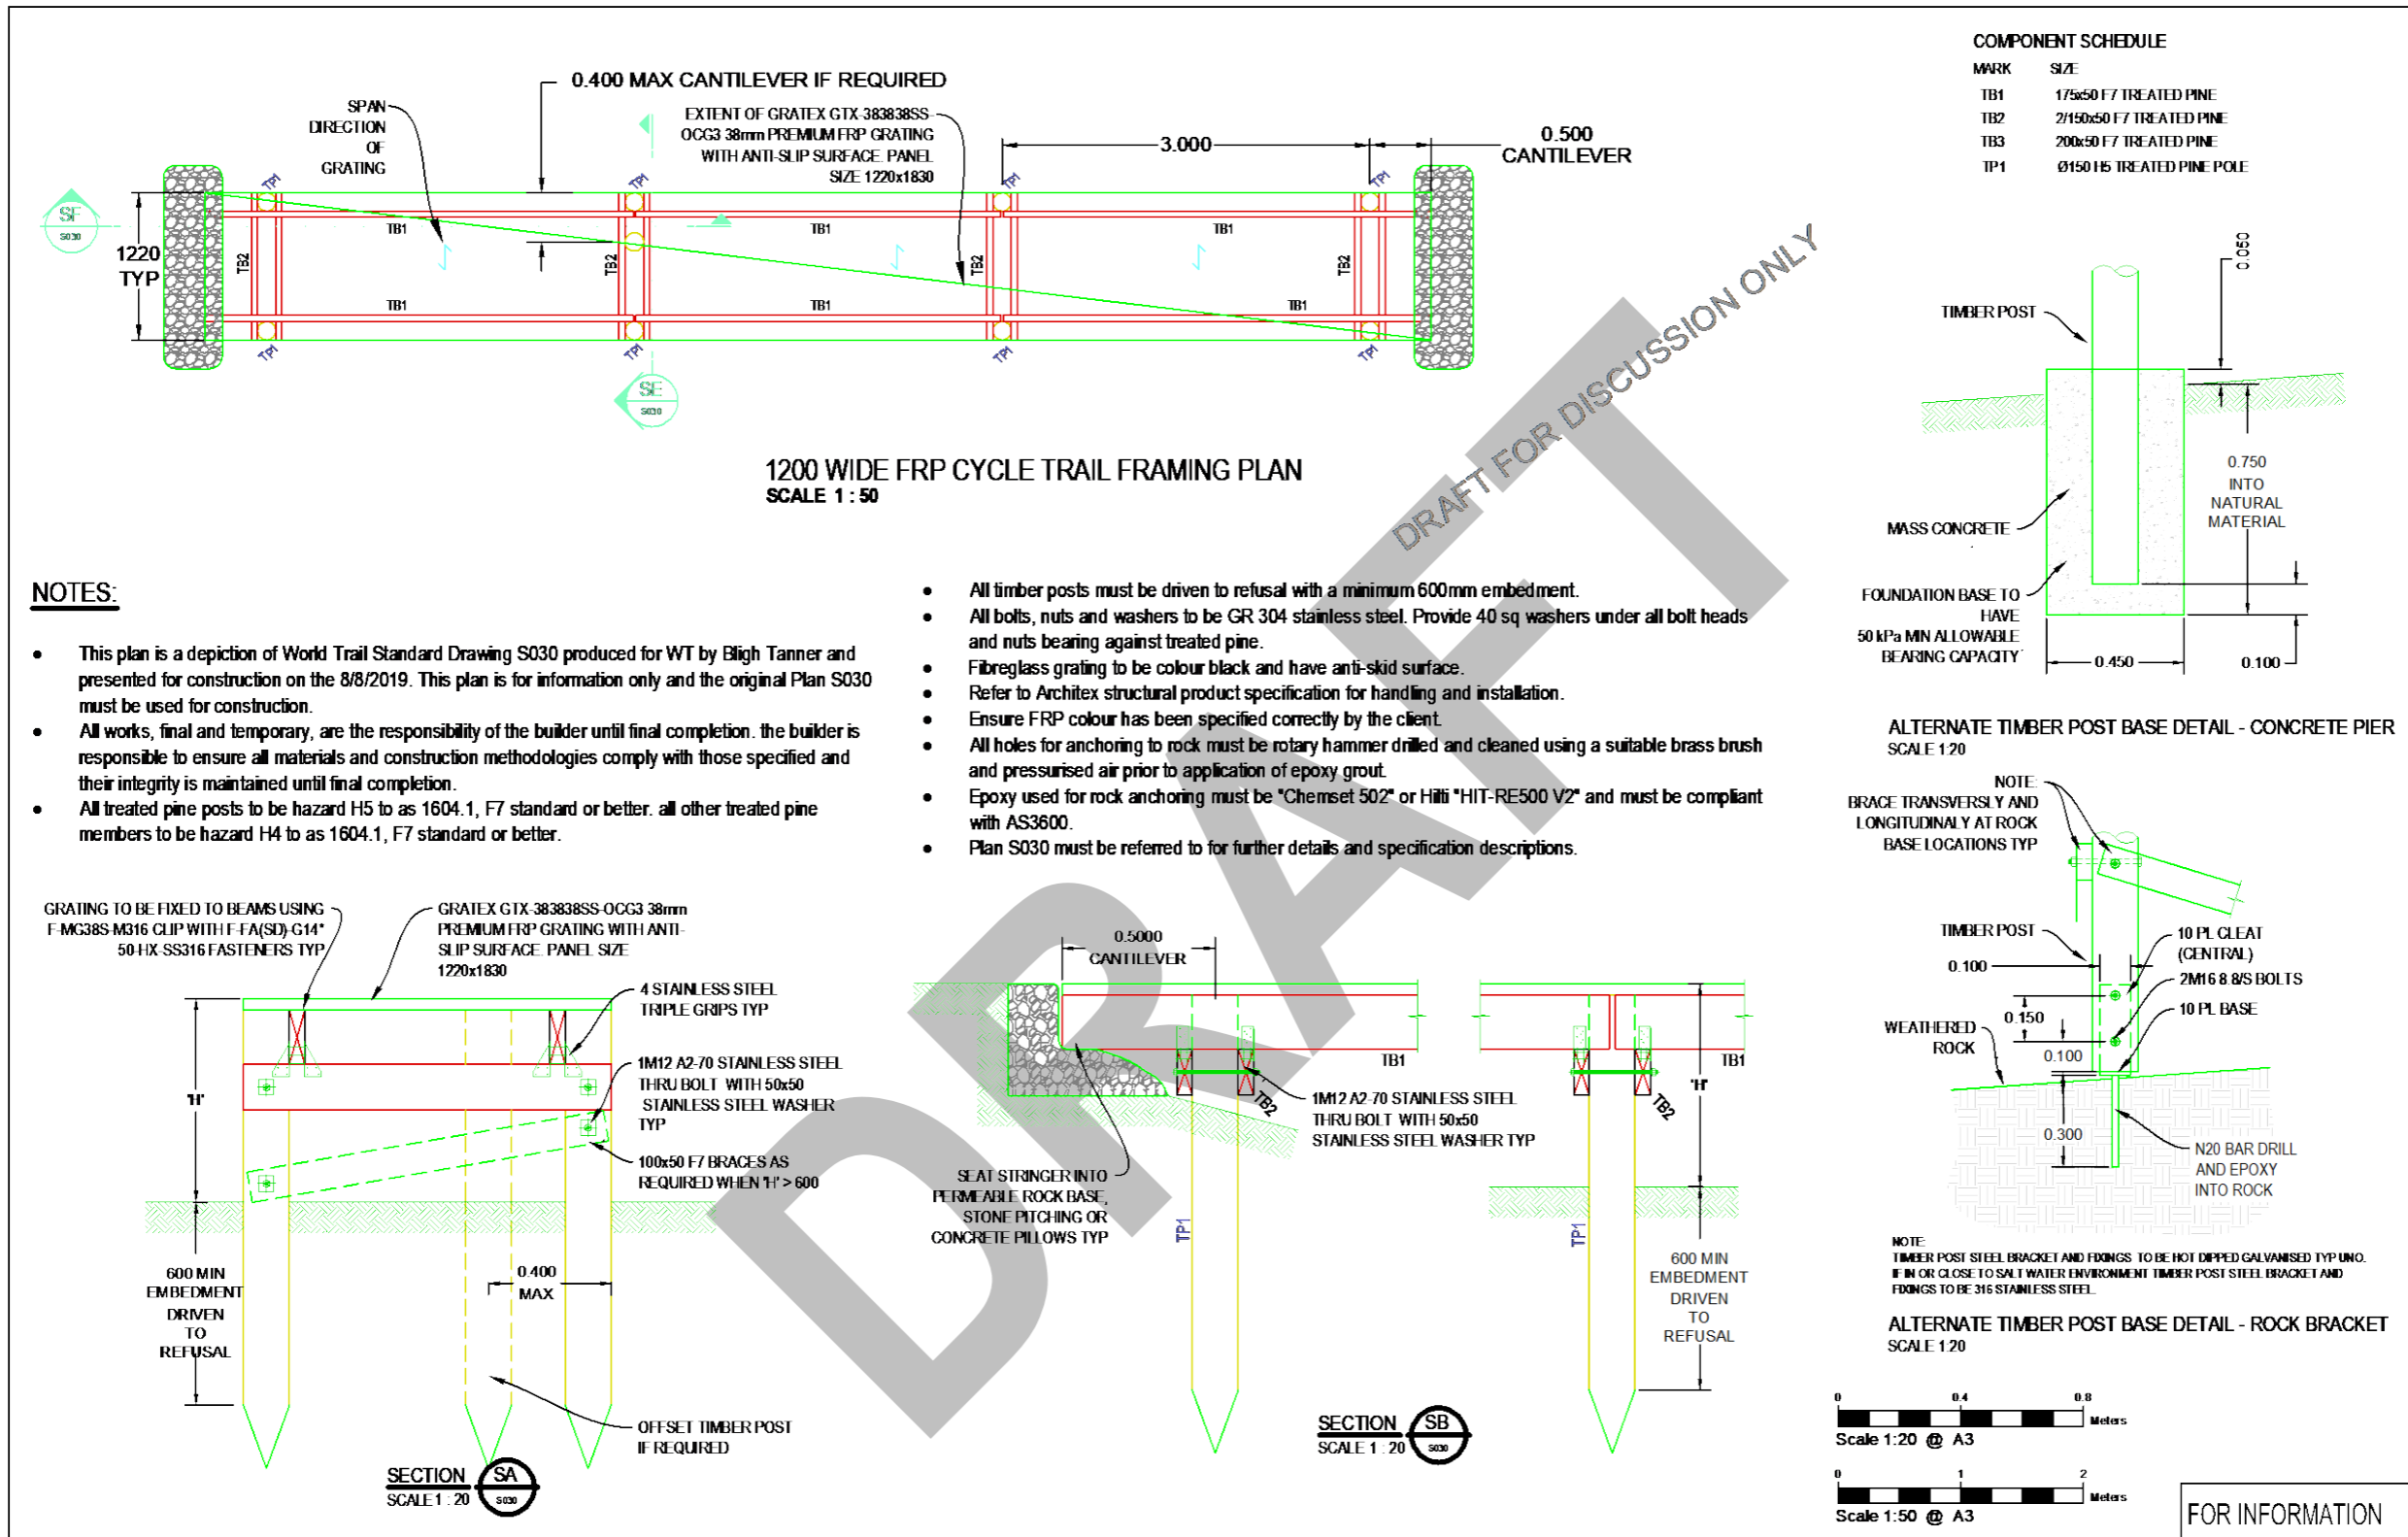 0.400 MAX CANTILEVER IF REQUIRED
SPAN
DIRECTION
OF
GRATING
EXTENT OF GRATEX GTX-383838SS-
OCG3 38mm PREMIUM FRP GRATING
WITH ANTI-SLIP SURFACE. PANEL
SIZE 1220x1830
3.000
0.500
CANTILEVER
SF
S030
1220
TYP
TP1
TP1
TP1
TP1
TB1
TB1
TB1
TB2
TB2
TB2
TB2
TB1
TB1
TB1
TP1
TP1
TP1
TP1
SE
S030
1200 WIDE FRP CYCLE TRAIL FRAMING PLAN
SCALE 1 : 50
COMPONENT SCHEDULE
MARK SIZE
TB1 175x50 F7 TREATED PINE
TB2 2/150x50 F7 TREATED PINE
TB3 200x50 F7 TREATED PINE
TP1 Ø150 H5 TREATED PINE POLE
0.050
TIMBER POST
0.750
INTO
NATURAL
MATERIAL
MASS CONCRETE
FOUNDATION BASE TO
HAVE
50 kPa MIN ALLOWABLE
BEARING CAPACITY
0.450
0.100
ALTERNATE TIMBER POST BASE DETAIL - CONCRETE PIER
SCALE 1:20
DRAFT
DRAFT FOR DISCUSSION ONLY
NOTES:
• This plan is a depiction of World Trail Standard Drawing S030 produced for WT by Bligh Tanner and
presented for construction on the 8/8/2019. This plan is for information only and the original Plan S030
must be used for construction.
• All works, final and temporary, are the responsibility of the builder until final completion. the builder is
responsible to ensure all materials and construction methodologies comply with those specified and
their integrity is maintained until final completion.
• All treated pine posts to be hazard H5 to as 1604.1, F7 standard or better. all other treated pine
members to be hazard H4 to as 1604.1, F7 standard or better.
• All timber posts must be driven to refusal with a minimum 600mm embedment.
• All bolts, nuts and washers to be GR 304 stainless steel. Provide 40 sq washers under all bolt heads
and nuts bearing against treated pine.
• Fibreglass grating to be colour black and have anti-skid surface.
• Refer to Architex structural product specification for handling and installation.
• Ensure FRP colour has been specified correctly by the client.
• All holes for anchoring to rock must be rotary hammer drilled and cleaned using a suitable brass brush
and pressurised air prior to application of epoxy grout.
• Epoxy used for rock anchoring must be "Chemset 502" or Hilti "HIT-RE500 V2" and must be compliant
with AS3600.
• Plan S030 must be referred to for further details and specification descriptions.
GRATING TO BE FIXED TO BEAMS USING
F-MG38S-M316 CLIP WITH F-FA(SD)-G14*
50-HX-SS316 FASTENERS TYP
GRATEX GTX-383838SS-OCG3 38mm
PREMIUM FRP GRATING WITH ANTI-
SLIP SURFACE. PANEL SIZE
1220x1830
4 STAINLESS STEEL
TRIPLE GRIPS TYP
'H'
1M12 A2-70 STAINLESS STEEL
THRU BOLT WITH 50x50
STAINLESS STEEL WASHER
TYP
100x50 F7 BRACES AS
REQUIRED WHEN 'H' > 600
600 MIN
EMBEDMENT
DRIVEN
TO
REFUSAL
0.400
MAX
OFFSET TIMBER POST
IF REQUIRED
SECTION SA
SCALE 1 : 20 S030
0.5000
CANTILEVER
TB1
TB1
TB2
TB2
'H'
1M12 A2-70 STAINLESS STEEL
THRU BOLT WITH 50x50
STAINLESS STEEL WASHER TYP
SEAT STRINGER INTO
PERMEABLE ROCK BASE,
STONE PITCHING OR
CONCRETE PILLOWS TYP
TP1
TP1
600 MIN
EMBEDMENT
DRIVEN
TO
REFUSAL
SECTION SB
SCALE 1 : 20 S030
NOTE:
BRACE TRANSVERSLY AND
LONGITUDINALY AT ROCK
BASE LOCATIONS TYP
TIMBER POST
0.100
10 PL CLEAT
(CENTRAL)
2M16 8.8/S BOLTS
0.150
10 PL BASE
WEATHERED
ROCK
0.100
0.300
N20 BAR DRILL
AND EPOXY
INTO ROCK
NOTE:
TIMBER POST STEEL BRACKET AND FIXINGS TO BE HOT DIPPED GALVANISED TYP UNO.
IF IN OR CLOSE TO SALT WATER ENVIRONMENT TIMBER POST STEEL BRACKET AND
FIXINGS TO BE 316 STAINLESS STEEL.
ALTERNATE TIMBER POST BASE DETAIL - ROCK BRACKET
SCALE 1:20
0 0.4 0.8
Meters
Scale 1:20 @ A3
0 1 2
Meters
Scale 1:50 @ A3
FOR INFORMATION